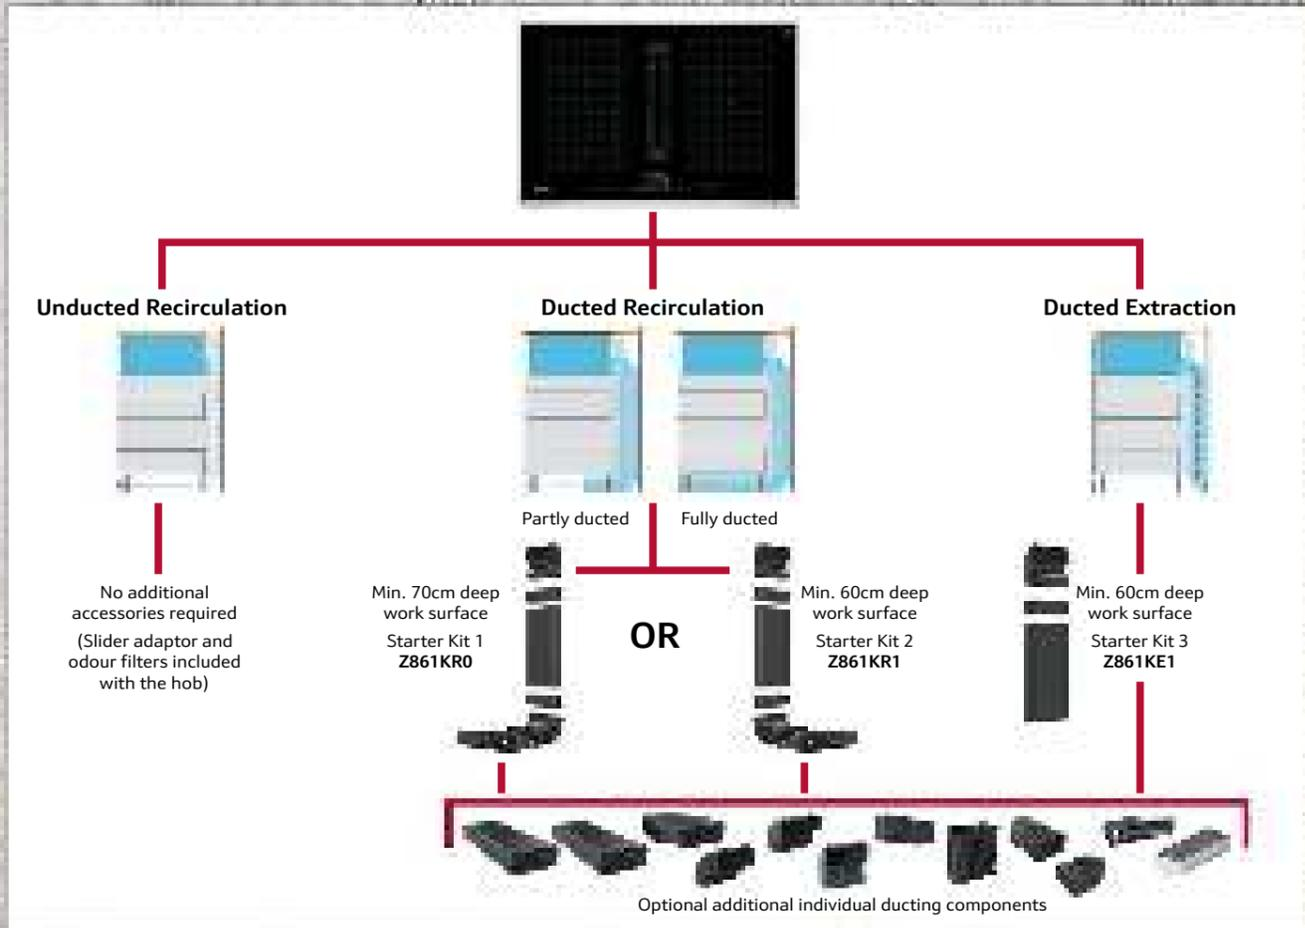 Unducted Recirculation
Ducted Recirculation
Ducted Extraction
Partly ducted
Fully ducted
No additional
accessories required
(Slider adaptor and
odour filters included
with the hob)
Min. 70cm deep
work surface
Starter Kit 1
Z861KR0
OR
Min. 60cm deep
work surface
Starter Kit 2
Z861KR1
Min. 60cm deep
work surface
Starter Kit 3
Z861KE1
Optional additional individual ducting components